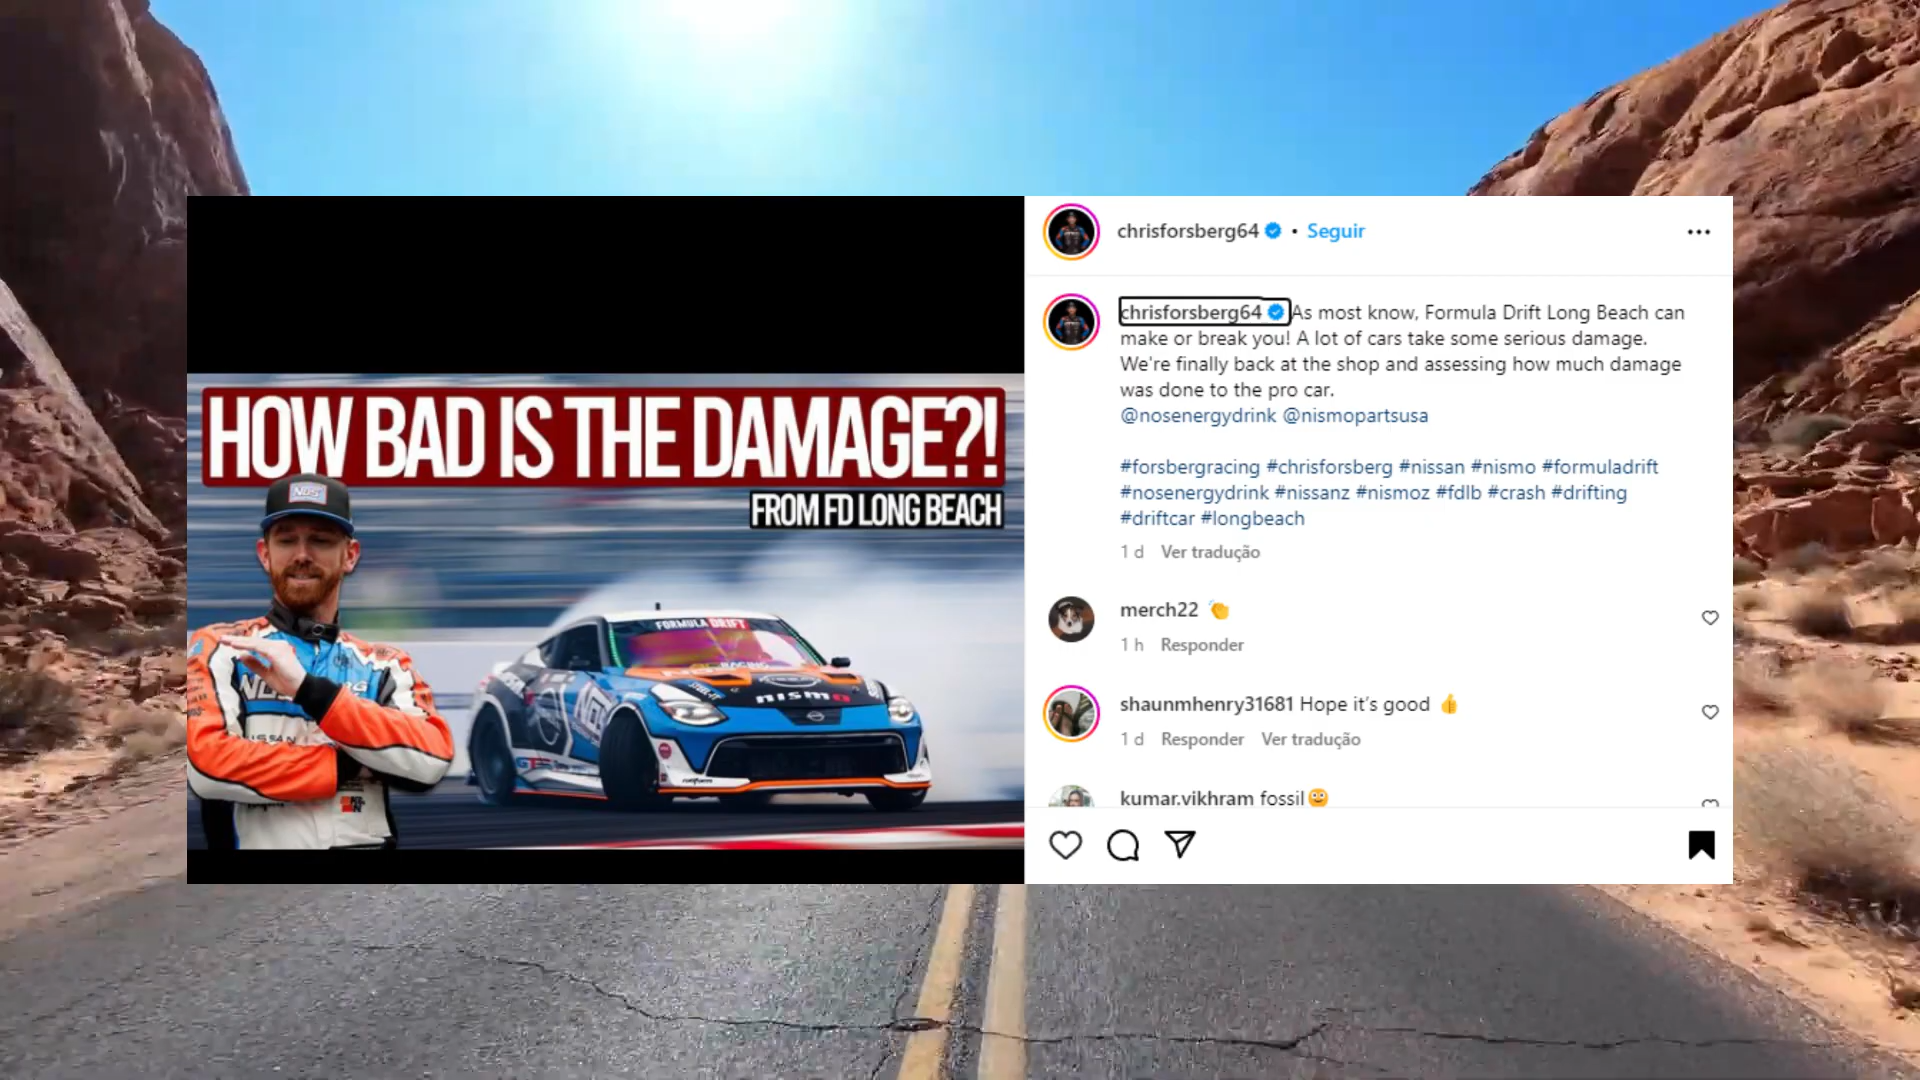 HOW BAD IS THE DAMAGE?!
FROM FD LONG BEACH
NOS
FORMULA DRIFT
RACING
nismo
NOS
NISSAN
chrisforsberg64 • Seguir
chrisforsberg64 As most know, Formula Drift Long Beach can
make or break you! A lot of cars take some serious damage.
We're finally back at the shop and assessing how much damage
was done to the pro car.
@nosenergydrink @nismopartsusa
#forsbergracing #chrisforsberg #nissan #nismo #formuladrift
#nosenergydrink #nissanz #nismoz #fdlb #crash #drifting
#driftcar #longbeach
1 d Ver tradução
merch22 👏
1 h Responder
shaunmhenry31681 Hope it’s good 👍
1 d Responder Ver tradução
kumar.vikhram fossil